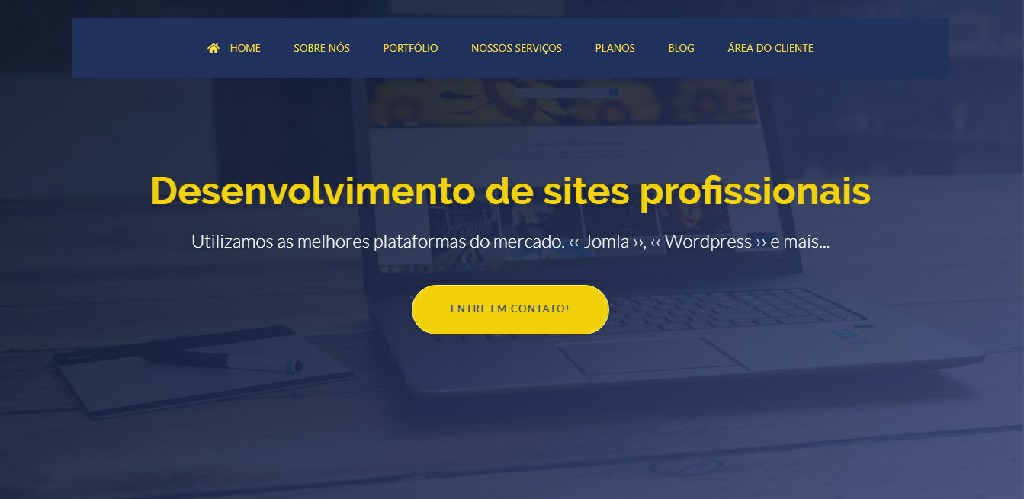 HOME SOBRE NÓS PORTFÓLIO NOSSOS SERVIÇOS PLANOS BLOG ÁREA DO CLIENTE
Desenvolvimento de sites profissionais
Utilizamos as melhores plataformas do mercado. ‹‹ Jomla ››, ‹‹ Wordpress ›› e mais...
ENTRE EM CONTATO!